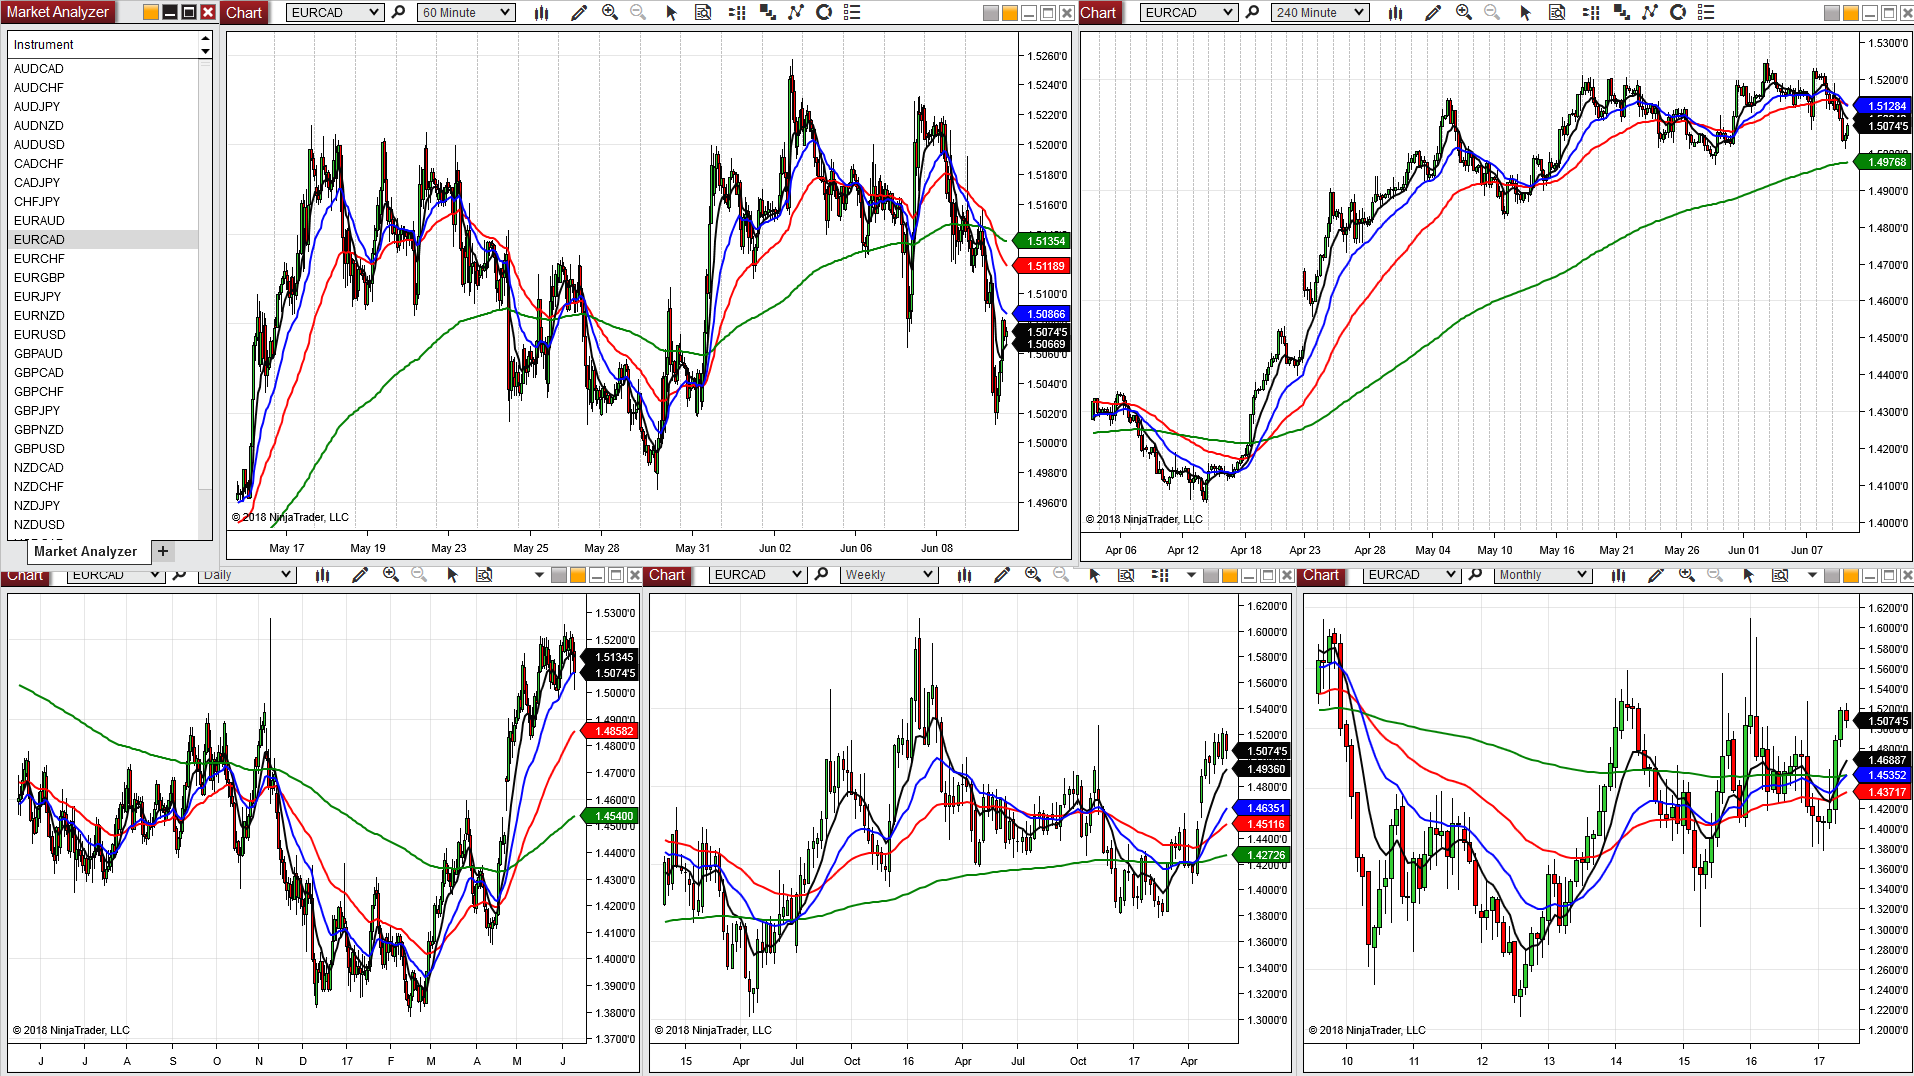 Market Analyzer
Instrument
AUDCAD
AUDCHF
AUDJPY
AUDNZD
AUDUSD
CADCHF
CADJPY
CHFJPY
EURAUD
EURCAD
EURCHF
EURGBP
EURJPY
EURNZD
EURUSD
GBPAUD
GBPCAD
GBPCHF
GBPJPY
GBPNZD
GBPUSD
NZDCAD
NZDCHF
NZDJPY
NZDUSD
Market Analyzer +
Chart EURCAD 60 Minute
1.5260'0
1.5240'0
1.5220'0
1.5200'0
1.5180'0
1.5160'0
1.51354
1.51189
1.5100'0
1.50866
1.5074'5
1.50669
1.5060'0
1.5040'0
1.5020'0
1.5000'0
1.4980'0
1.4960'0
© 2018 NinjaTrader, LLC
May 17 May 19 May 23 May 25 May 28 May 31 Jun 02 Jun 06 Jun 08
Chart EURCAD 240 Minute
1.5300'0
1.5200'0
1.51284
1.5074'5
1.49768
1.4900'0
1.4800'0
1.4700'0
1.4600'0
1.4500'0
1.4400'0
1.4300'0
1.4200'0
1.4100'0
1.4000'0
© 2018 NinjaTrader, LLC
Apr 06 Apr 12 Apr 18 Apr 23 Apr 28 May 04 May 10 May 16 May 21 May 26 Jun 01 Jun 07
Chart EURCAD Daily
1.5300'0
1.5200'0
1.51345
1.5074'5
1.5000'0
1.4900'0
1.48582
1.4800'0
1.4700'0
1.4600'0
1.45400
1.4500'0
1.4400'0
1.4300'0
1.4200'0
1.4100'0
1.4000'0
1.3900'0
1.3800'0
1.3700'0
© 2018 NinjaTrader, LLC
J J A S O N D 17 F M A M J
Chart EURCAD Weekly
1.6200'0
1.6000'0
1.5800'0
1.5600'0
1.5400'0
1.5200'0
1.5074'5
1.49360
1.4800'0
1.46351
1.45116
1.4400'0
1.42726
1.4200'0
1.4000'0
1.3800'0
1.3600'0
1.3400'0
1.3200'0
1.3000'0
© 2018 NinjaTrader, LLC
15 Apr Jul Oct 16 Apr Jul Oct 17 Apr
Chart EURCAD Monthly
1.6200'0
1.6000'0
1.5800'0
1.5600'0
1.5400'0
1.5200'0
1.5074'5
1.4800'0
1.46887
1.45352
1.43717
1.4200'0
1.4000'0
1.3800'0
1.3600'0
1.3400'0
1.3200'0
1.3000'0
1.2800'0
1.2600'0
1.2400'0
1.2200'0
1.2000'0
© 2018 NinjaTrader, LLC
10 11 12 13 14 15 16 17